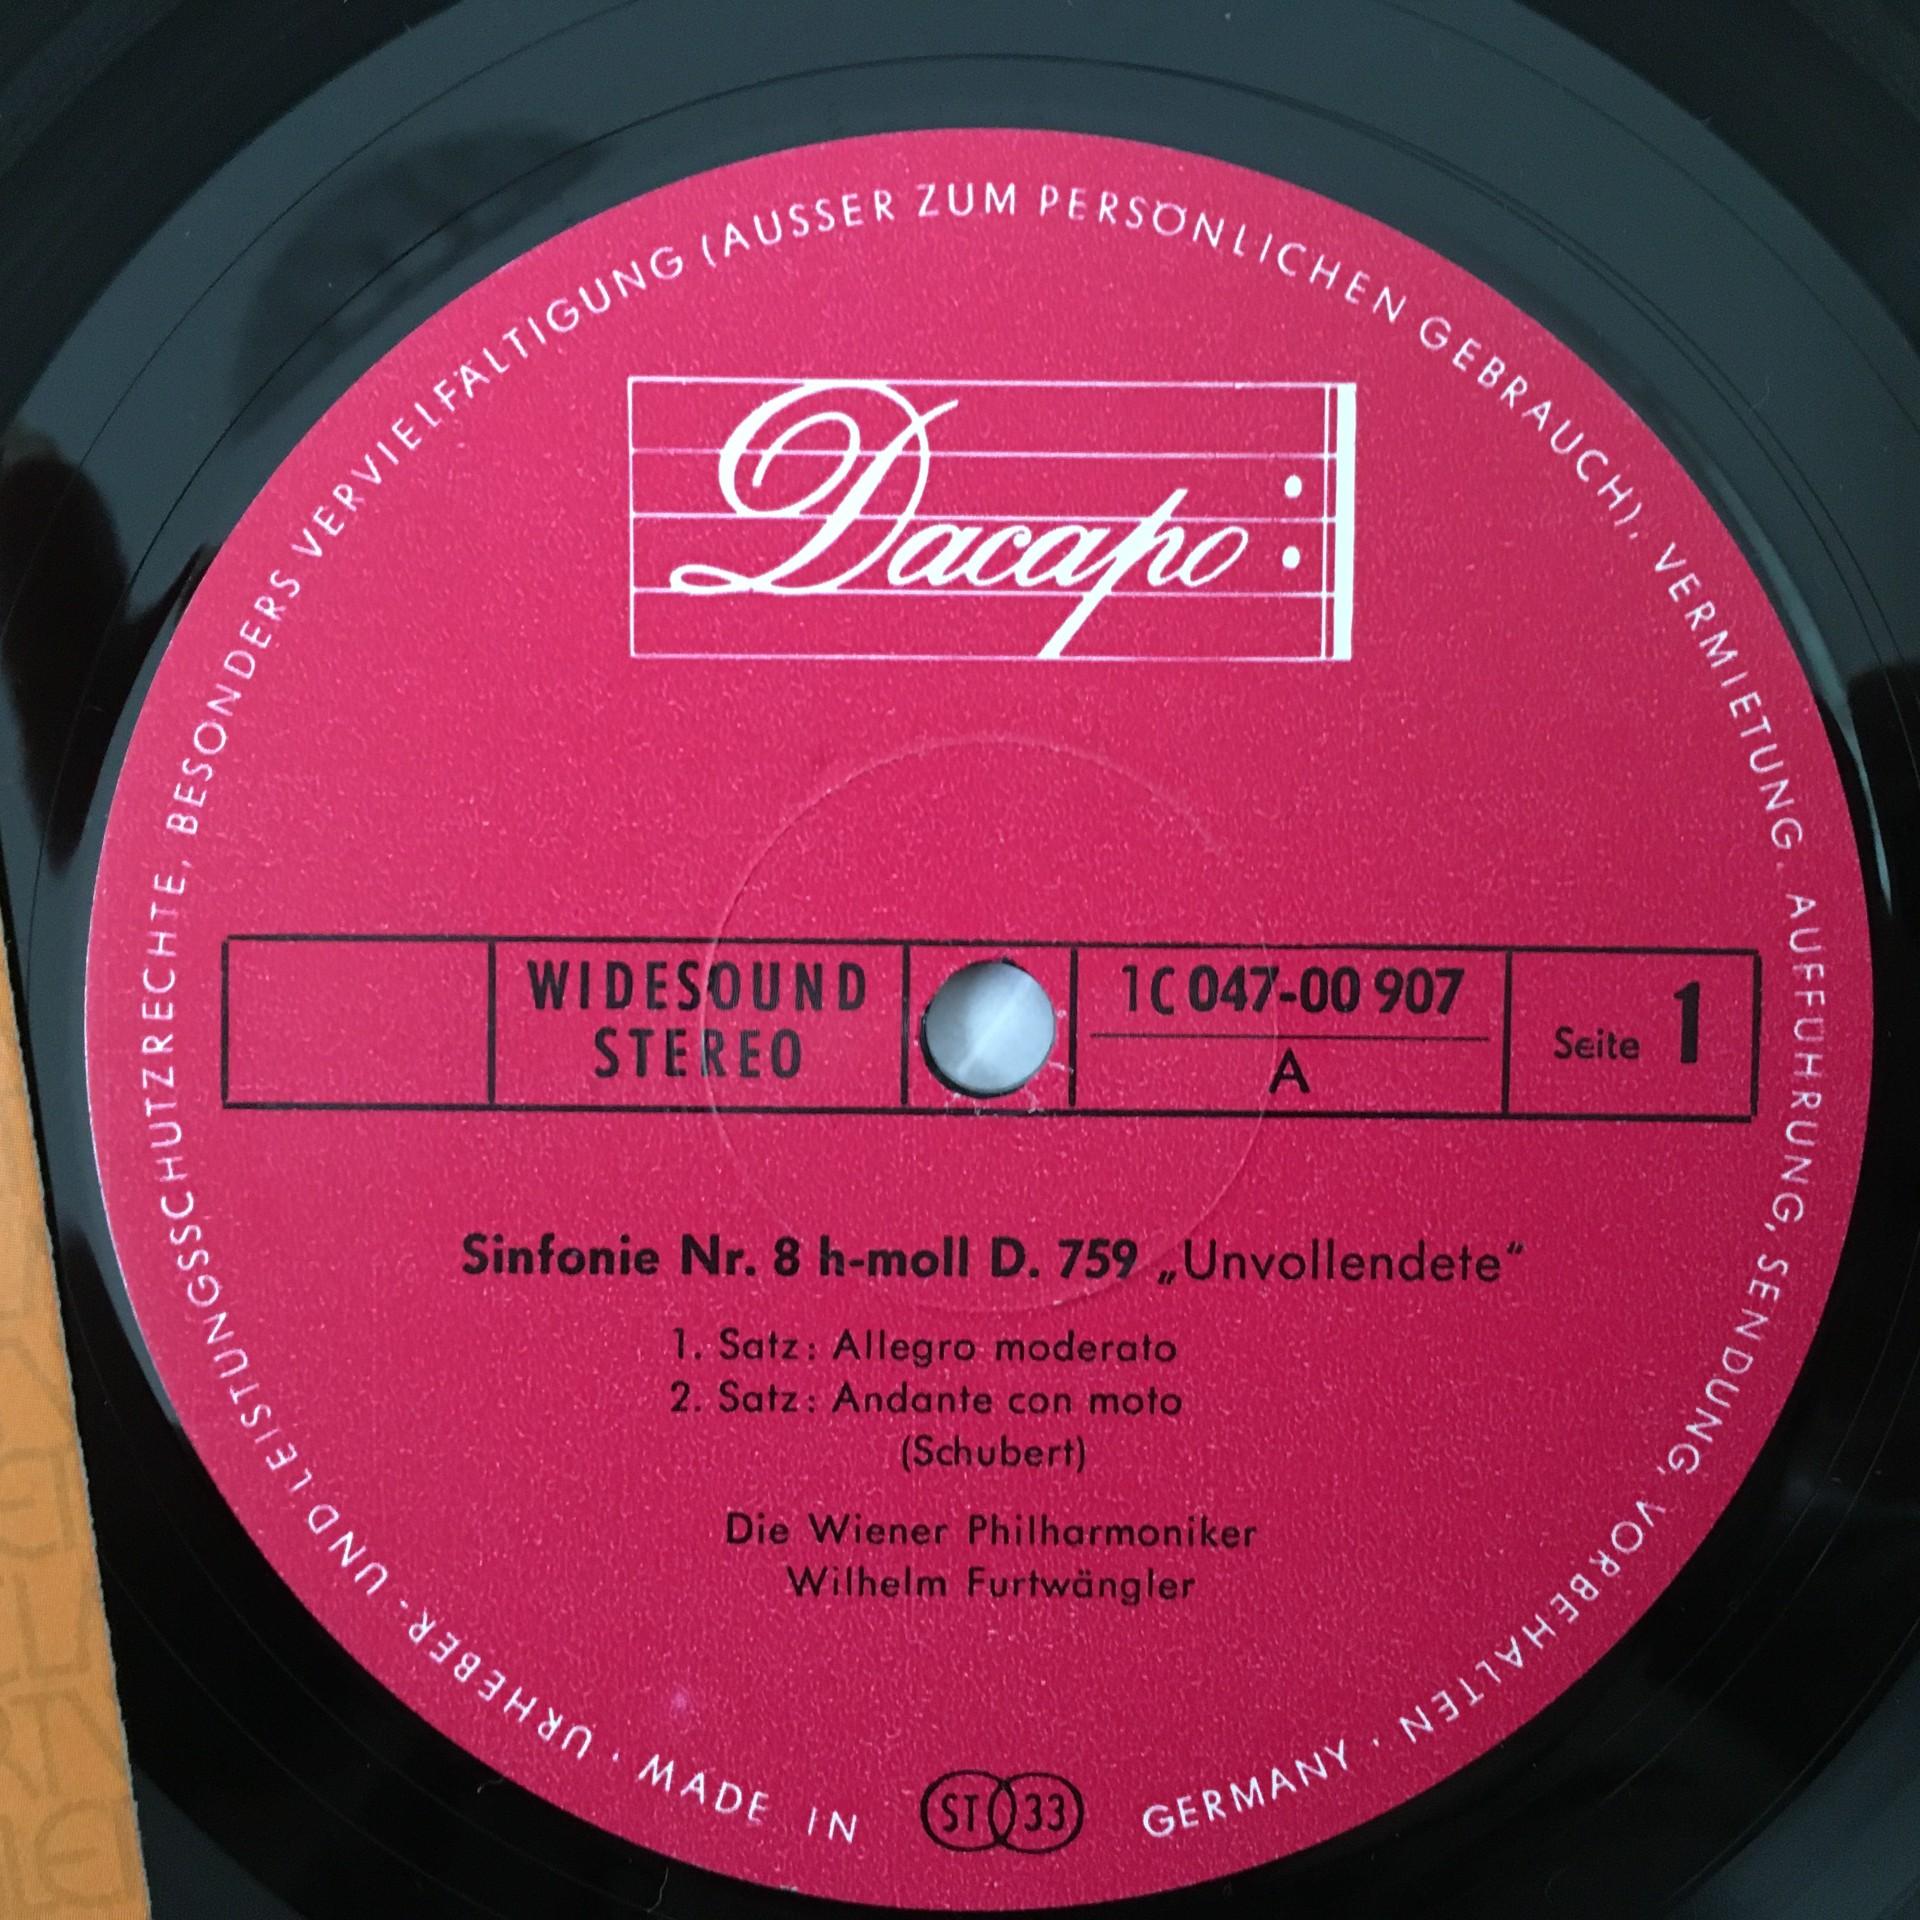 Dacapo
WIDESOUND
STEREO
1C 047-00 907
A
Seite 1
Sinfonie Nr. 8 h-moll D. 759 „Unvollendete“
1. Satz: Allegro moderato
2. Satz: Andante con moto
(Schubert)
Die Wiener Philharmoniker
Wilhelm Furtwängler
ST 33
URHEBER- UND LEISTUNGSSCHUTZRECHTE, BESONDERS VERVIELFÄLTIGUNG (AUSSER ZUM PERSÖNLICHEN GEBRAUCH), VERMIETUNG, AUFFÜHRUNG, SENDUNG, VORBEHALTEN · MADE IN GERMANY ·